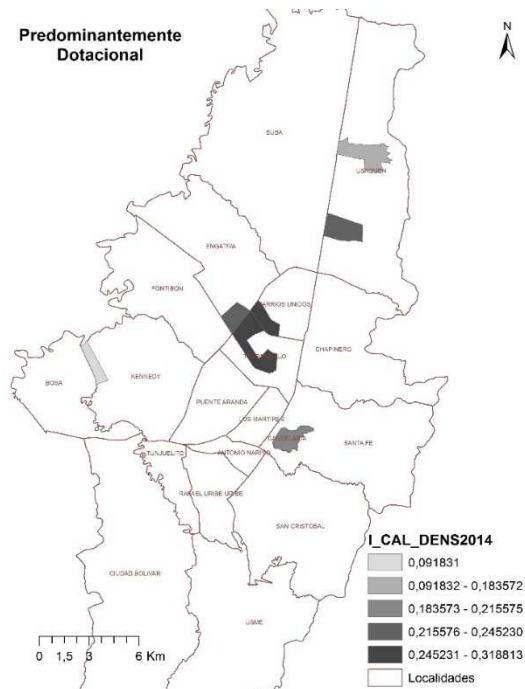 Predominantemente
Dotacional
N
SUBA
USAQUEN
ENGATIVA
FONTIBON
BARRIOS UNIDOS
CHAPINERO
BOSA
KENNEDY
PUENTE ARANDA
LOS MARTIRES
CANDELARIA
SANTA FE
TUNJUELITO
ANTONIO NARIÑO
RAFAEL URIBE URIBE
SAN CRISTOBAL
CIUDAD BOLIVAR
USME
I_CAL_DENS2014
0,091831
0,091832 - 0,183572
0,183573 - 0,215575
0,215576 - 0,245230
0,245231 - 0,318813
Localidades
0 1,5 3 6 Km